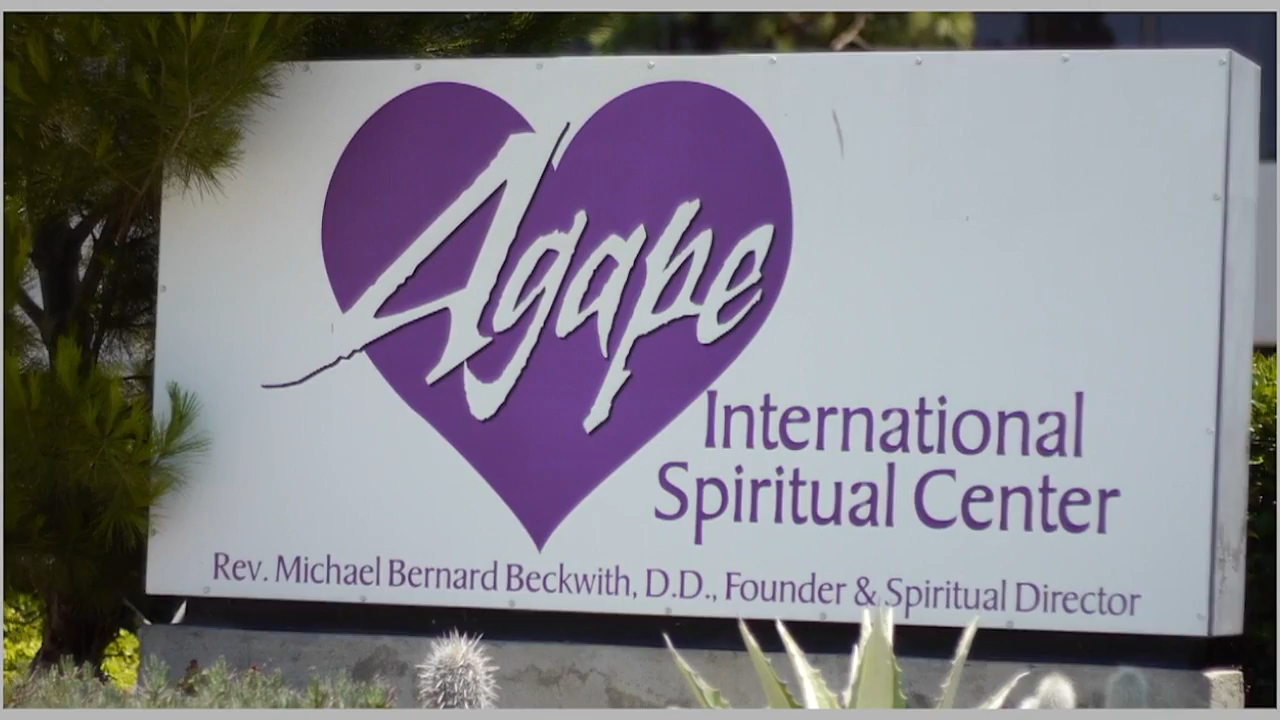 Agape
International
Spiritual Center
Rev. Michael Bernard Beckwith, D.D., Founder & Spiritual Director